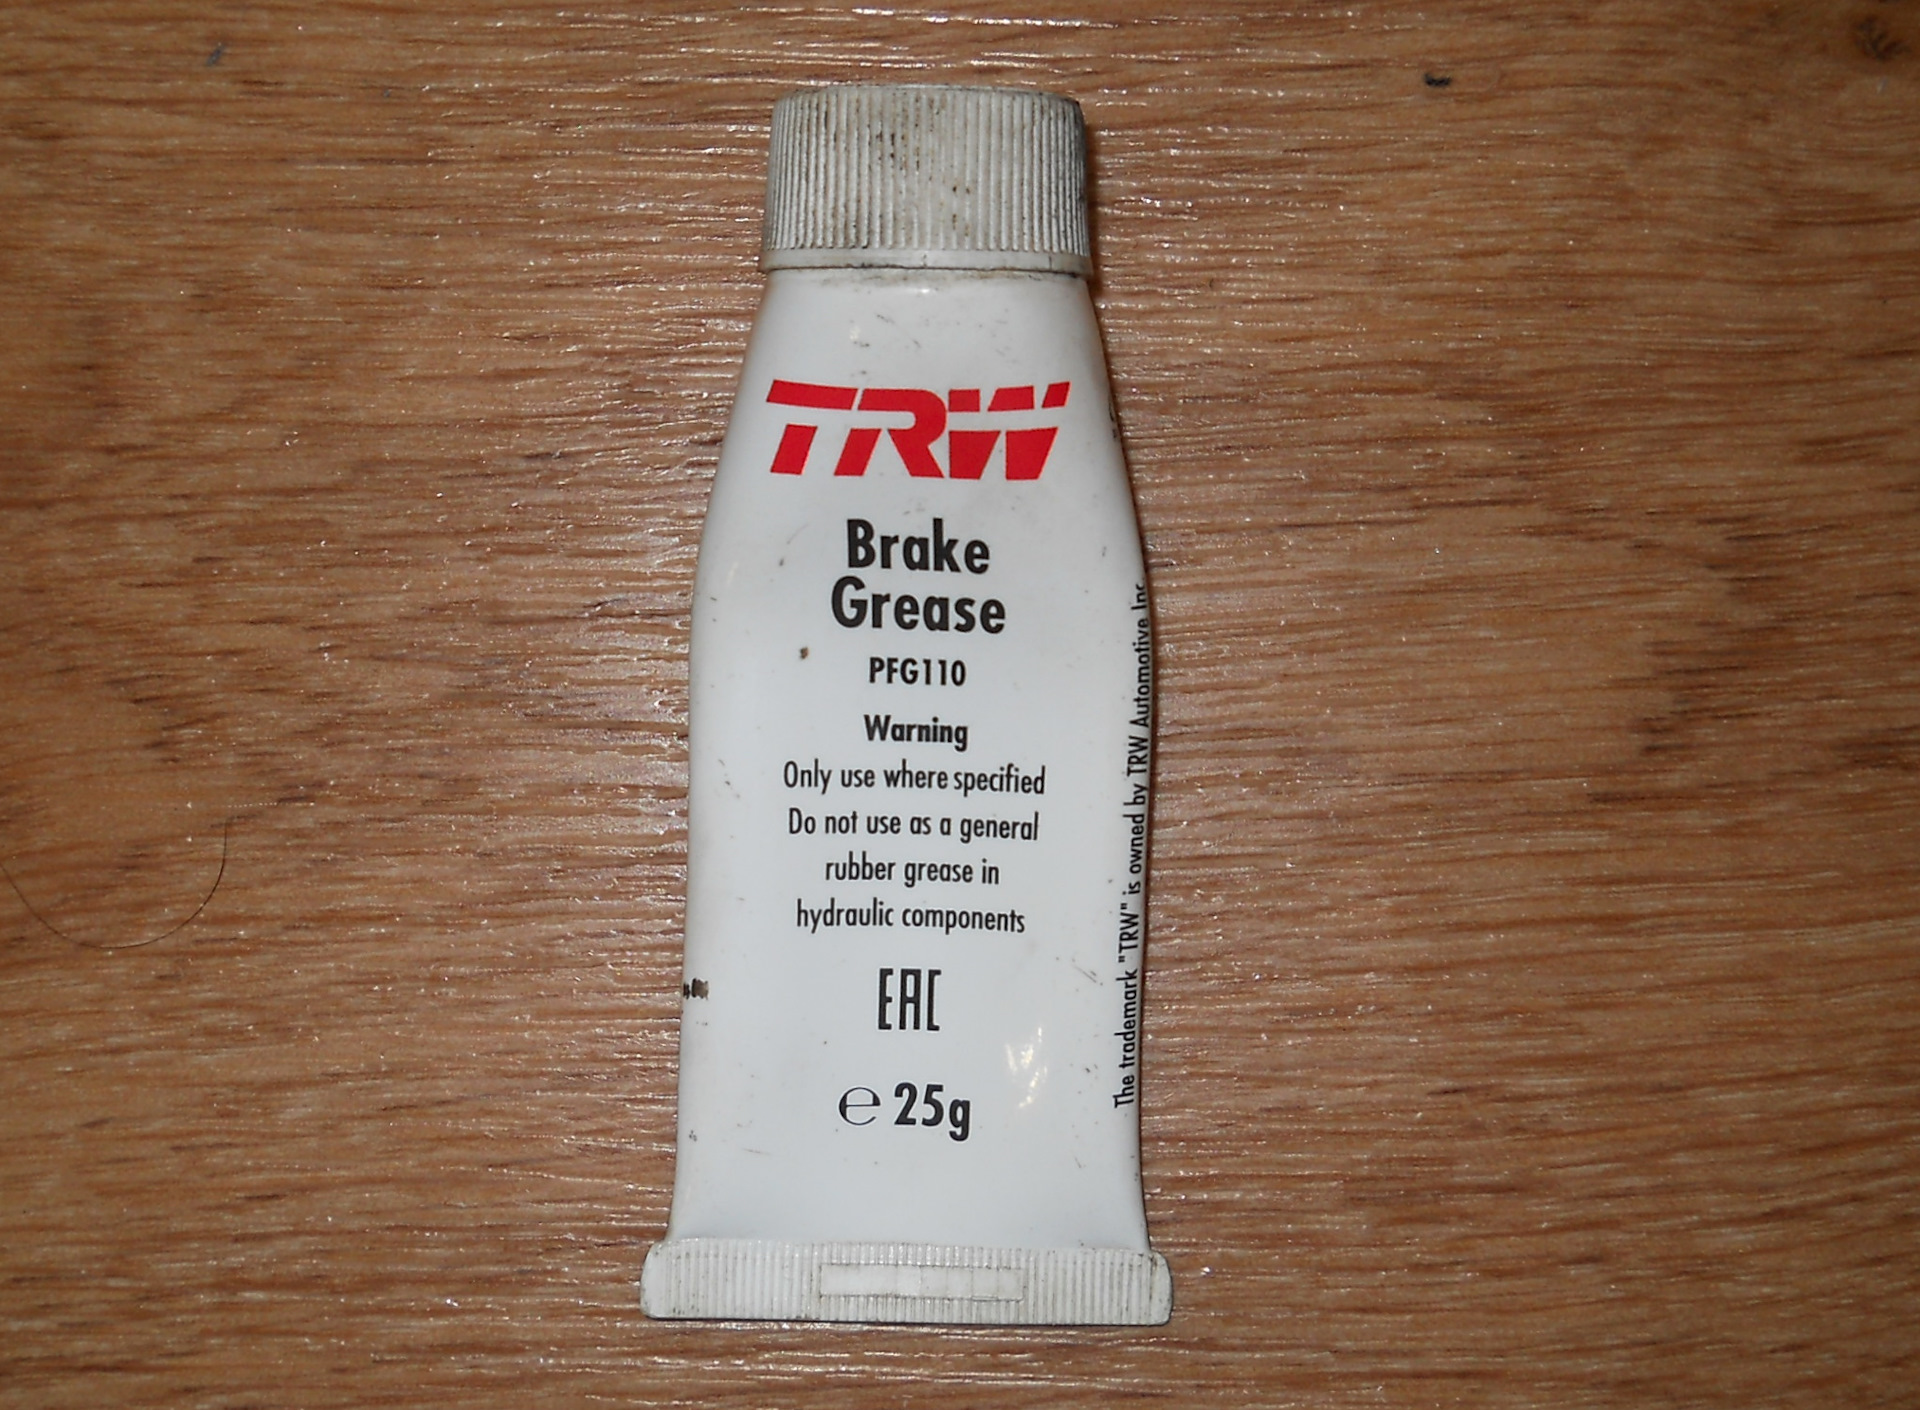 TRW
Brake
Grease
PFG110
Warning
Only use where specified
Do not use as a general
rubber grease in
hydraulic components
EAC
℮ 25g
The trademark "TRW" is owned by TRW Automotive Inc